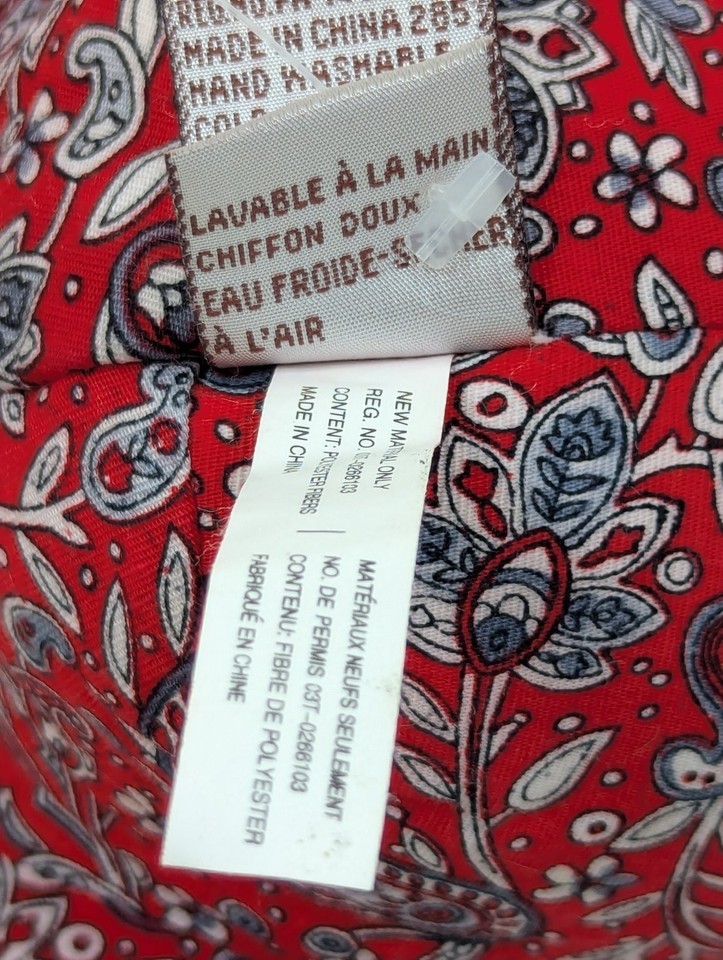 MADE IN CHINA 285
HAND WASHABLE
COLD
LAVABLE À LA MAIN
CHIFFON DOUX
EAU FROIDE-SÉCHER
À L'AIR
NEW MATERIAL ONLY
REG. NO.
CONTENT: POLYESTER FIBERS
MADE IN CHINA
MATÉRIAUX NEUFS SEULEMENT
NO. DE PERMIS 03T-0266103
CONTENU: FIBRE DE POLYESTER
FABRIQUÉ EN CHINE